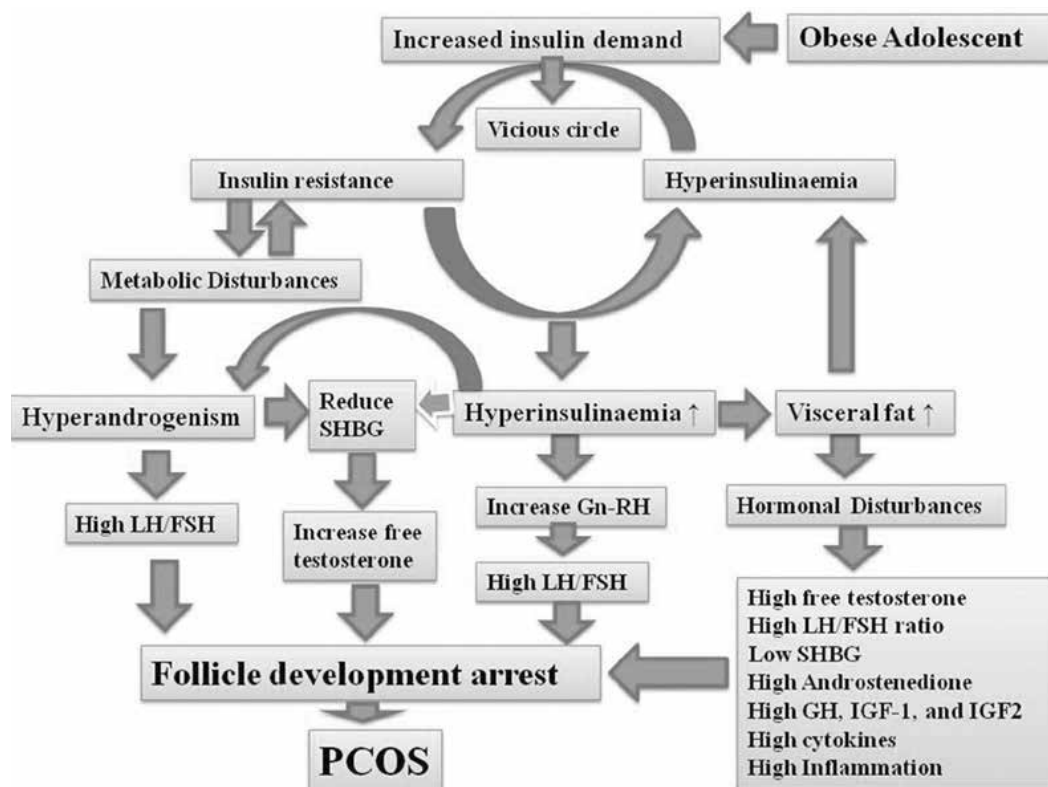 Increased insulin demand
Obese Adolescent
Vicious circle
Insulin resistance
Hyperinsulinaemia
Metabolic Disturbances
Hyperandrogenism
Reduce
SHBG
Hyperinsulinaemia ↑
Visceral fat ↑
High LH/FSH
Increase free
testosterone
Increase Gn-RH
High LH/FSH
Hormonal Disturbances
High free testosterone
High LH/FSH ratio
Low SHBG
High Androstenedione
High GH, IGF-1, and IGF2
High cytokines
High Inflammation
Follicle development arrest
PCOS